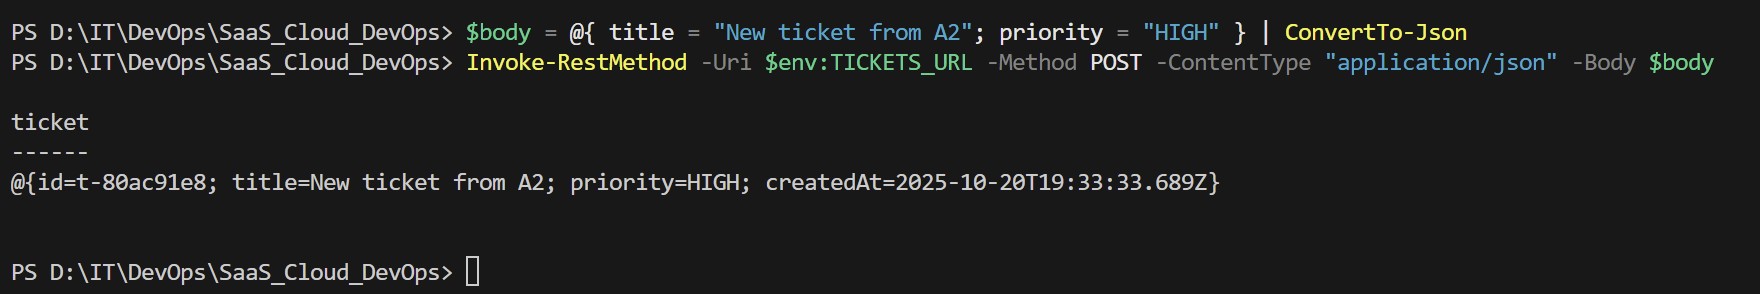 PS D:\IT\DevOps\SaaS_Cloud_DevOps> $body = @{ title = "New ticket from A2"; priority = "HIGH" } | ConvertTo-Json
PS D:\IT\DevOps\SaaS_Cloud_DevOps> Invoke-RestMethod -Uri $env:TICKETS_URL -Method POST -ContentType "application/json" -Body $body
ticket
------
@{id=t-80ac91e8; title=New ticket from A2; priority=HIGH; createdAt=2025-10-20T19:33:33.689Z}
PS D:\IT\DevOps\SaaS_Cloud_DevOps>